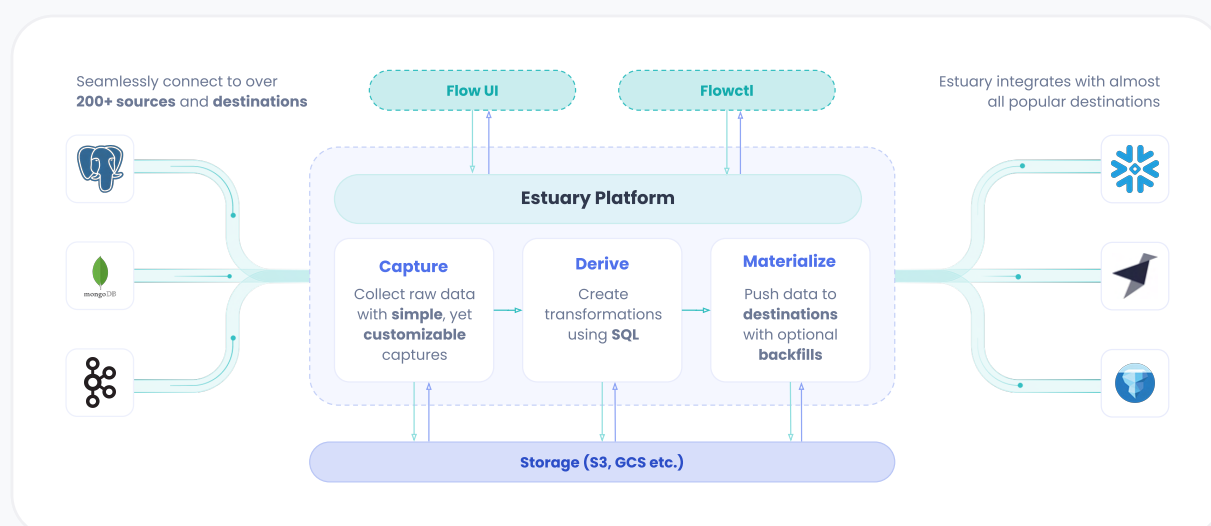 Seamlessly connect to over
200+ sources and destinations
Flow UI
Flowctl
Estuary integrates with almost
all popular destinations
mongoDB
Estuary Platform
Capture
Collect raw data
with simple, yet
customizable
captures
Derive
Create
transformations
using SQL
Materialize
Push data to
destinations
with optional
backfills
Storage (S3, GCS etc.)